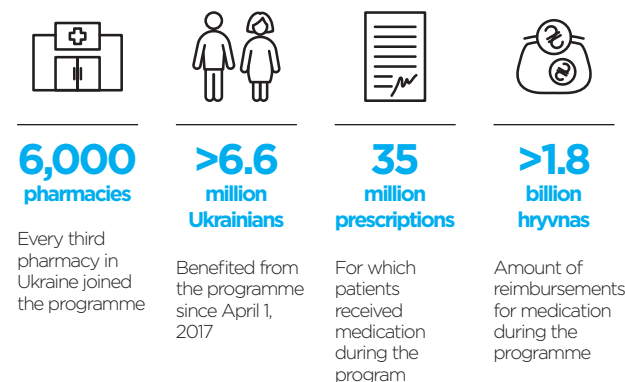 6,000
pharmacies
Every third
pharmacy in
Ukraine joined
the programme
>6.6
million
Ukrainians
Benefited from
the programme
since April 1,
2017
35
million
prescriptions
For which
patients
received
medication
during the
program
>1.8
billion
hryvnas
Amount of
reimbursements
for medication
during the
programme